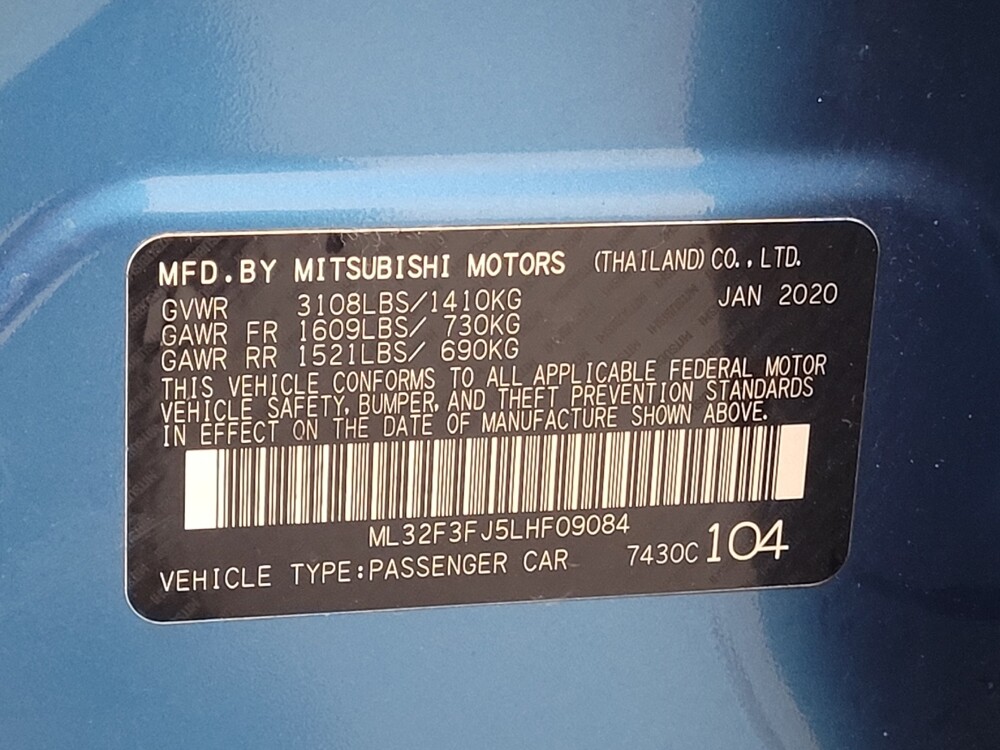 MFD.BY MITSUBISHI MOTORS (THAILAND) CO., LTD.
GVWR 3108LBS/1410KG JAN 2020
GAWR FR 1609LBS/ 730KG
GAWR RR 1521LBS/ 690KG
THIS VEHICLE CONFORMS TO ALL APPLICABLE FEDERAL MOTOR
VEHICLE SAFETY, BUMPER, AND THEFT PREVENTION STANDARDS
IN EFFECT ON THE DATE OF MANUFACTURE SHOWN ABOVE.
ML32F3FJ5LHF09084
VEHICLE TYPE:PASSENGER CAR 7430C 104